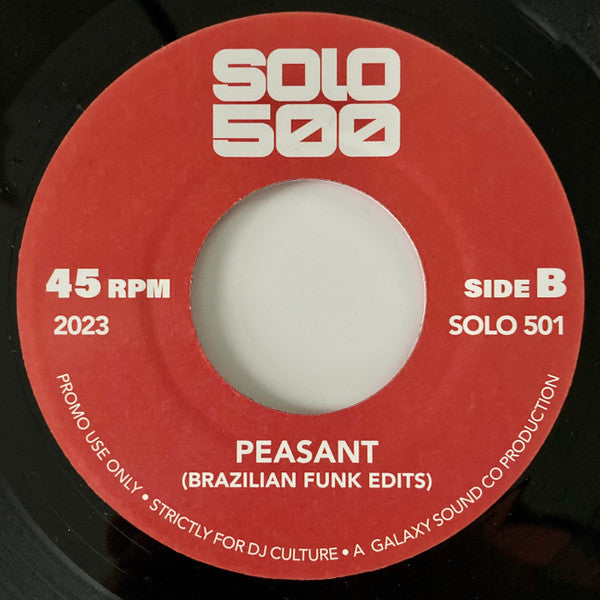 SOLO
500
45 RPM
SIDE B
2023
SOLO 501
PEASANT
(BRAZILIAN FUNK EDITS)
PROMO USE ONLY • STRICTLY FOR DJ CULTURE • A GALAXY SOUND CO PRODUCTION